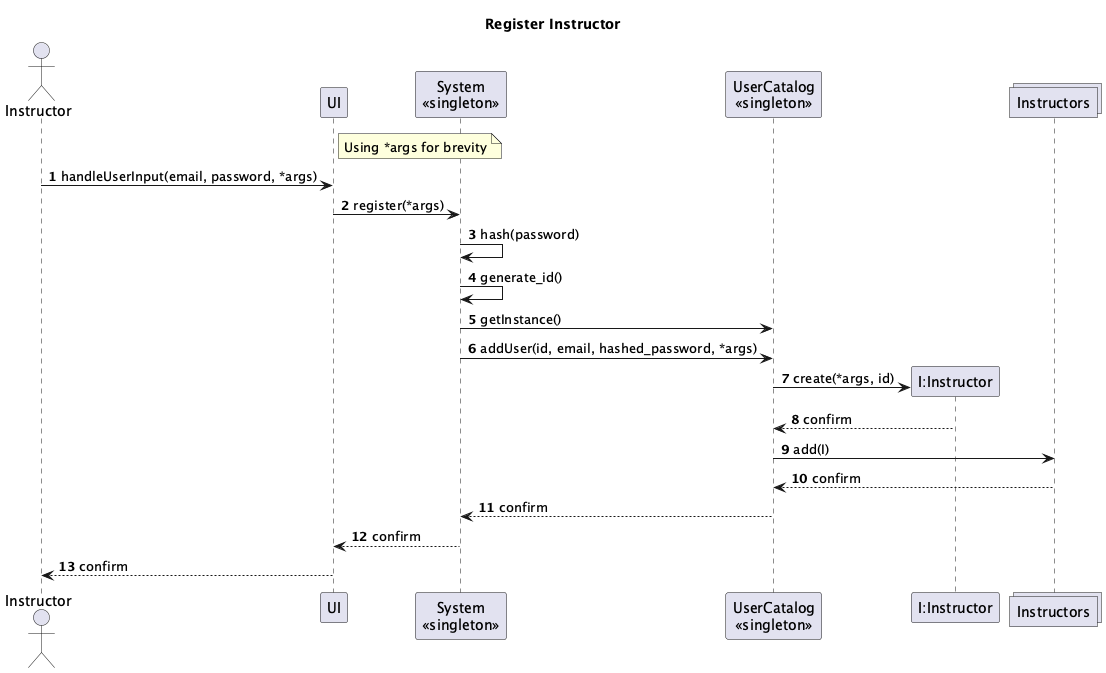 Register Instructor
Instructor
UI
System
«singleton»
UserCatalog
«singleton»
Instructors
Using *args for brevity
1 handleUserInput(email, password, *args)
2 register(*args)
3 hash(password)
4 generate_id()
5 getInstance()
6 addUser(id, email, hashed_password, *args)
7 create(*args, id)
I:Instructor
8 confirm
9 add(I)
10 confirm
11 confirm
12 confirm
13 confirm
Instructor
UI
System
«singleton»
UserCatalog
«singleton»
I:Instructor
Instructors